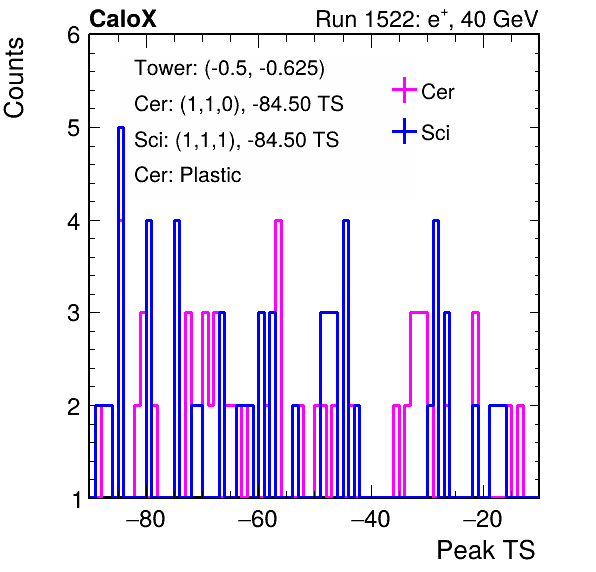 CaloX Run 1522: e⁺, 40 GeV
Counts
6
Tower: (-0.5, -0.625)
Cer: (1,1,0), -84.50 TS
Sci: (1,1,1), -84.50 TS
Cer: Plastic
Cer
Sci
5
4
3
2
1
−80 −60 −40 −20
Peak TS